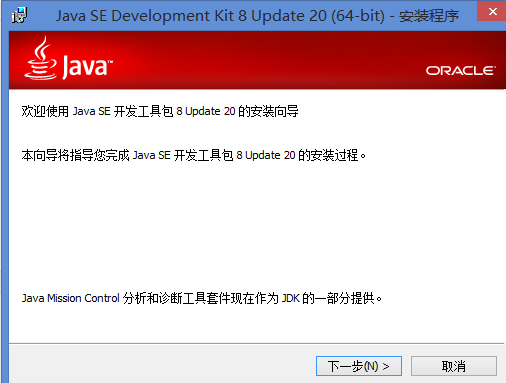 Java SE Development Kit 8 Update 20 (64-bit) - 安装程序
Java™
ORACLE®
欢迎使用 Java SE 开发工具包 8 Update 20 的安装向导
本向导将指导您完成 Java SE 开发工具包 8 Update 20 的安装过程。
Java Mission Control 分析和诊断工具套件现在作为 JDK 的一部分提供。
下一步(N) > 取消